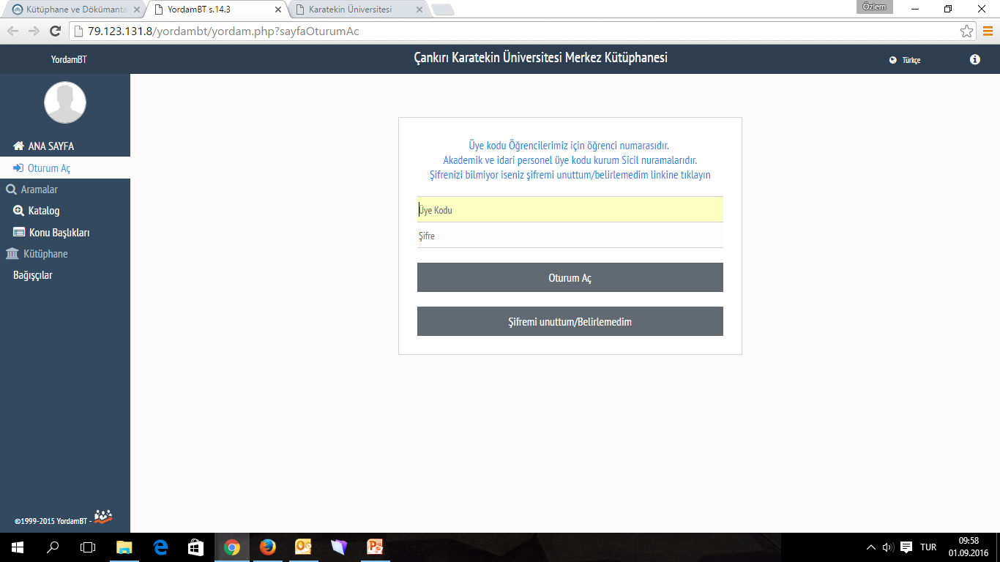 Kütüphane ve Dökümanta
YordamBT s.14.3
Karatekin Üniversitesi
Özlem
79.123.131.8/yordambt/yordam.php?sayfaOturumAc
YordamBT
Çankırı Karatekin Üniversitesi Merkez Kütüphanesi
Türkçe
ANA SAYFA
Oturum Aç
Aramalar
Katalog
Konu Başlıkları
Kütüphane
Bağışçılar
Üye kodu Öğrencilerimiz için öğrenci numarasıdır.
Akademik ve idari personel üye kodu kurum Sicil nuramalarıdır.
Şifrenizi bilmiyor iseniz şifremi unuttum/belirlemedim linkine tıklayın
Üye Kodu
Şifre
Oturum Aç
Şifremi unuttum/Belirlemedim
©1999-2015 YordamBT -
TUR
09:58
01.09.2016